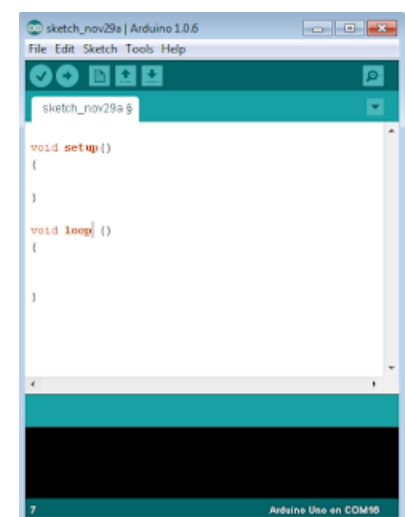 sketch_nov29a | Arduino 1.0.6
File Edit Sketch Tools Help
sketch_nov29a §
void setup()
{
}
void loop ()
{
}
7
Arduino Uno on COM16